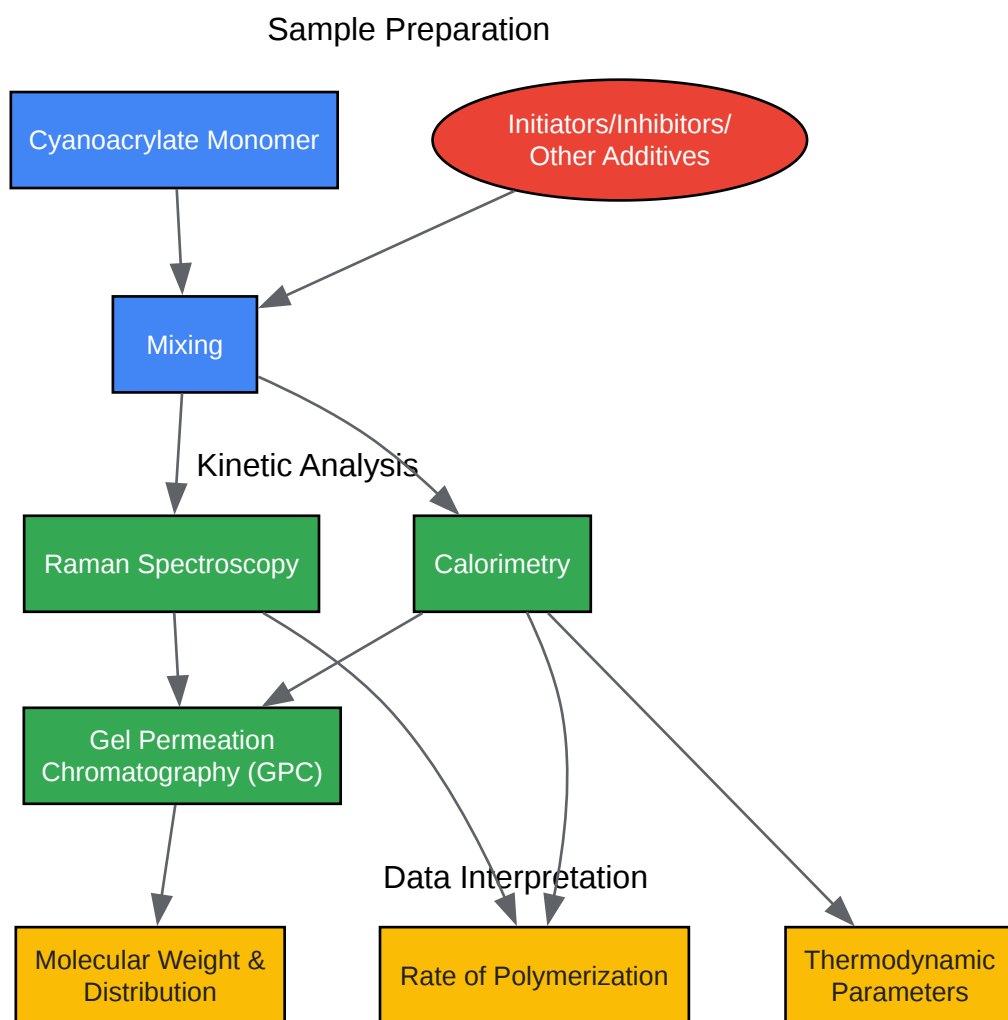 Sample Preparation
Cyanoacrylate Monomer
Initiators/Inhibitors/
Other Additives
Mixing
Kinetic Analysis
Raman Spectroscopy
Calorimetry
Gel Permeation
Chromatography (GPC)
Data Interpretation
Molecular Weight &
Distribution
Rate of Polymerization
Thermodynamic
Parameters